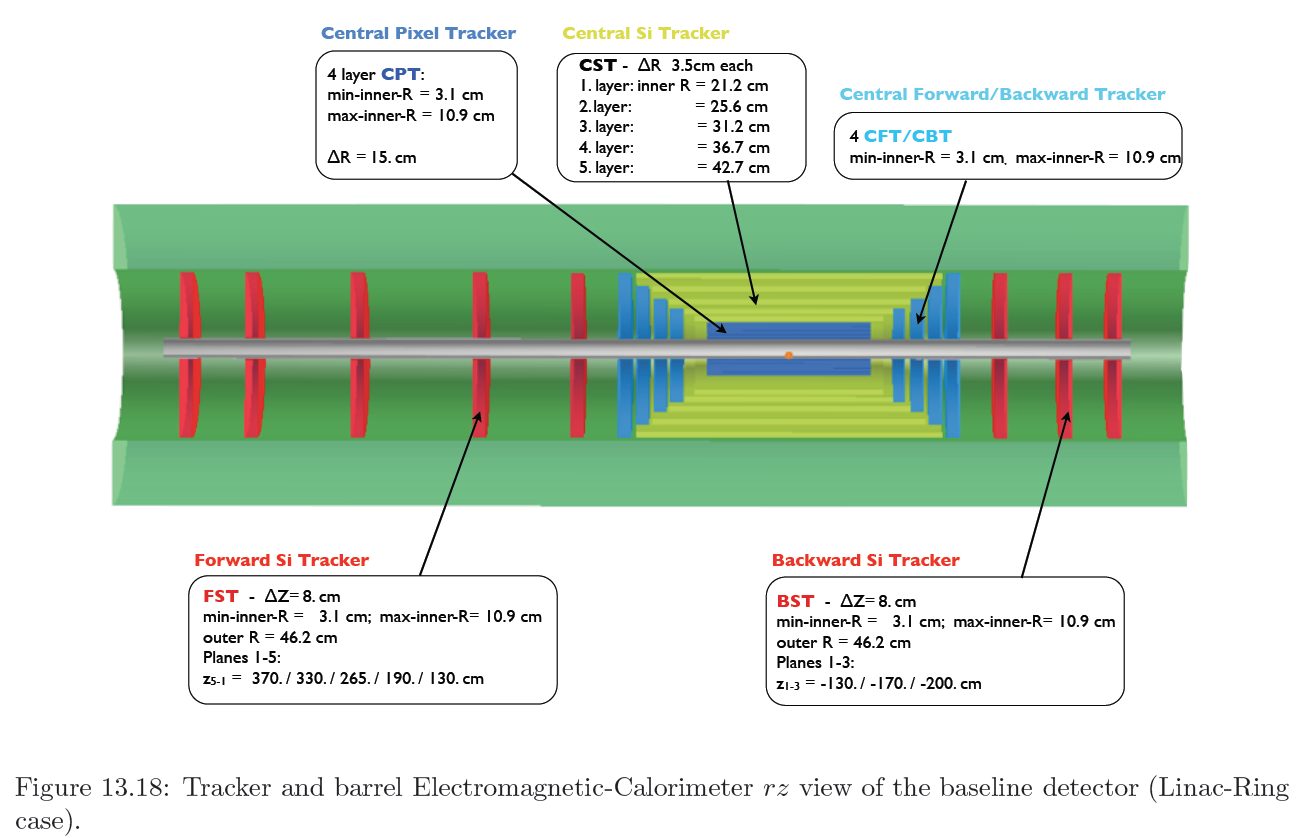 Central Pixel Tracker
4 layer CPT:
min-inner-R = 3.1 cm
max-inner-R = 10.9 cm
ΔR = 15. cm
Central Si Tracker
CST - ΔR 3.5cm each
1. layer: inner R = 21.2 cm
2.layer: = 25.6 cm
3. layer: = 31.2 cm
4. layer: = 36.7 cm
5. layer: = 42.7 cm
Central Forward/Backward Tracker
4 CFT/CBT
min-inner-R = 3.1 cm, max-inner-R = 10.9 cm
Forward Si Tracker
FST - ΔZ= 8. cm
min-inner-R = 3.1 cm; max-inner-R= 10.9 cm
outer R = 46.2 cm
Planes 1-5:
z5-1 = 370. / 330. / 265. / 190. / 130. cm
Backward Si Tracker
BST - ΔZ= 8. cm
min-inner-R = 3.1 cm; max-inner-R= 10.9 cm
outer R = 46.2 cm
Planes 1-3:
z1-3 = -130. / -170. / -200. cm
Figure 13.18: Tracker and barrel Electromagnetic-Calorimeter rz view of the baseline detector (Linac-Ring
case).